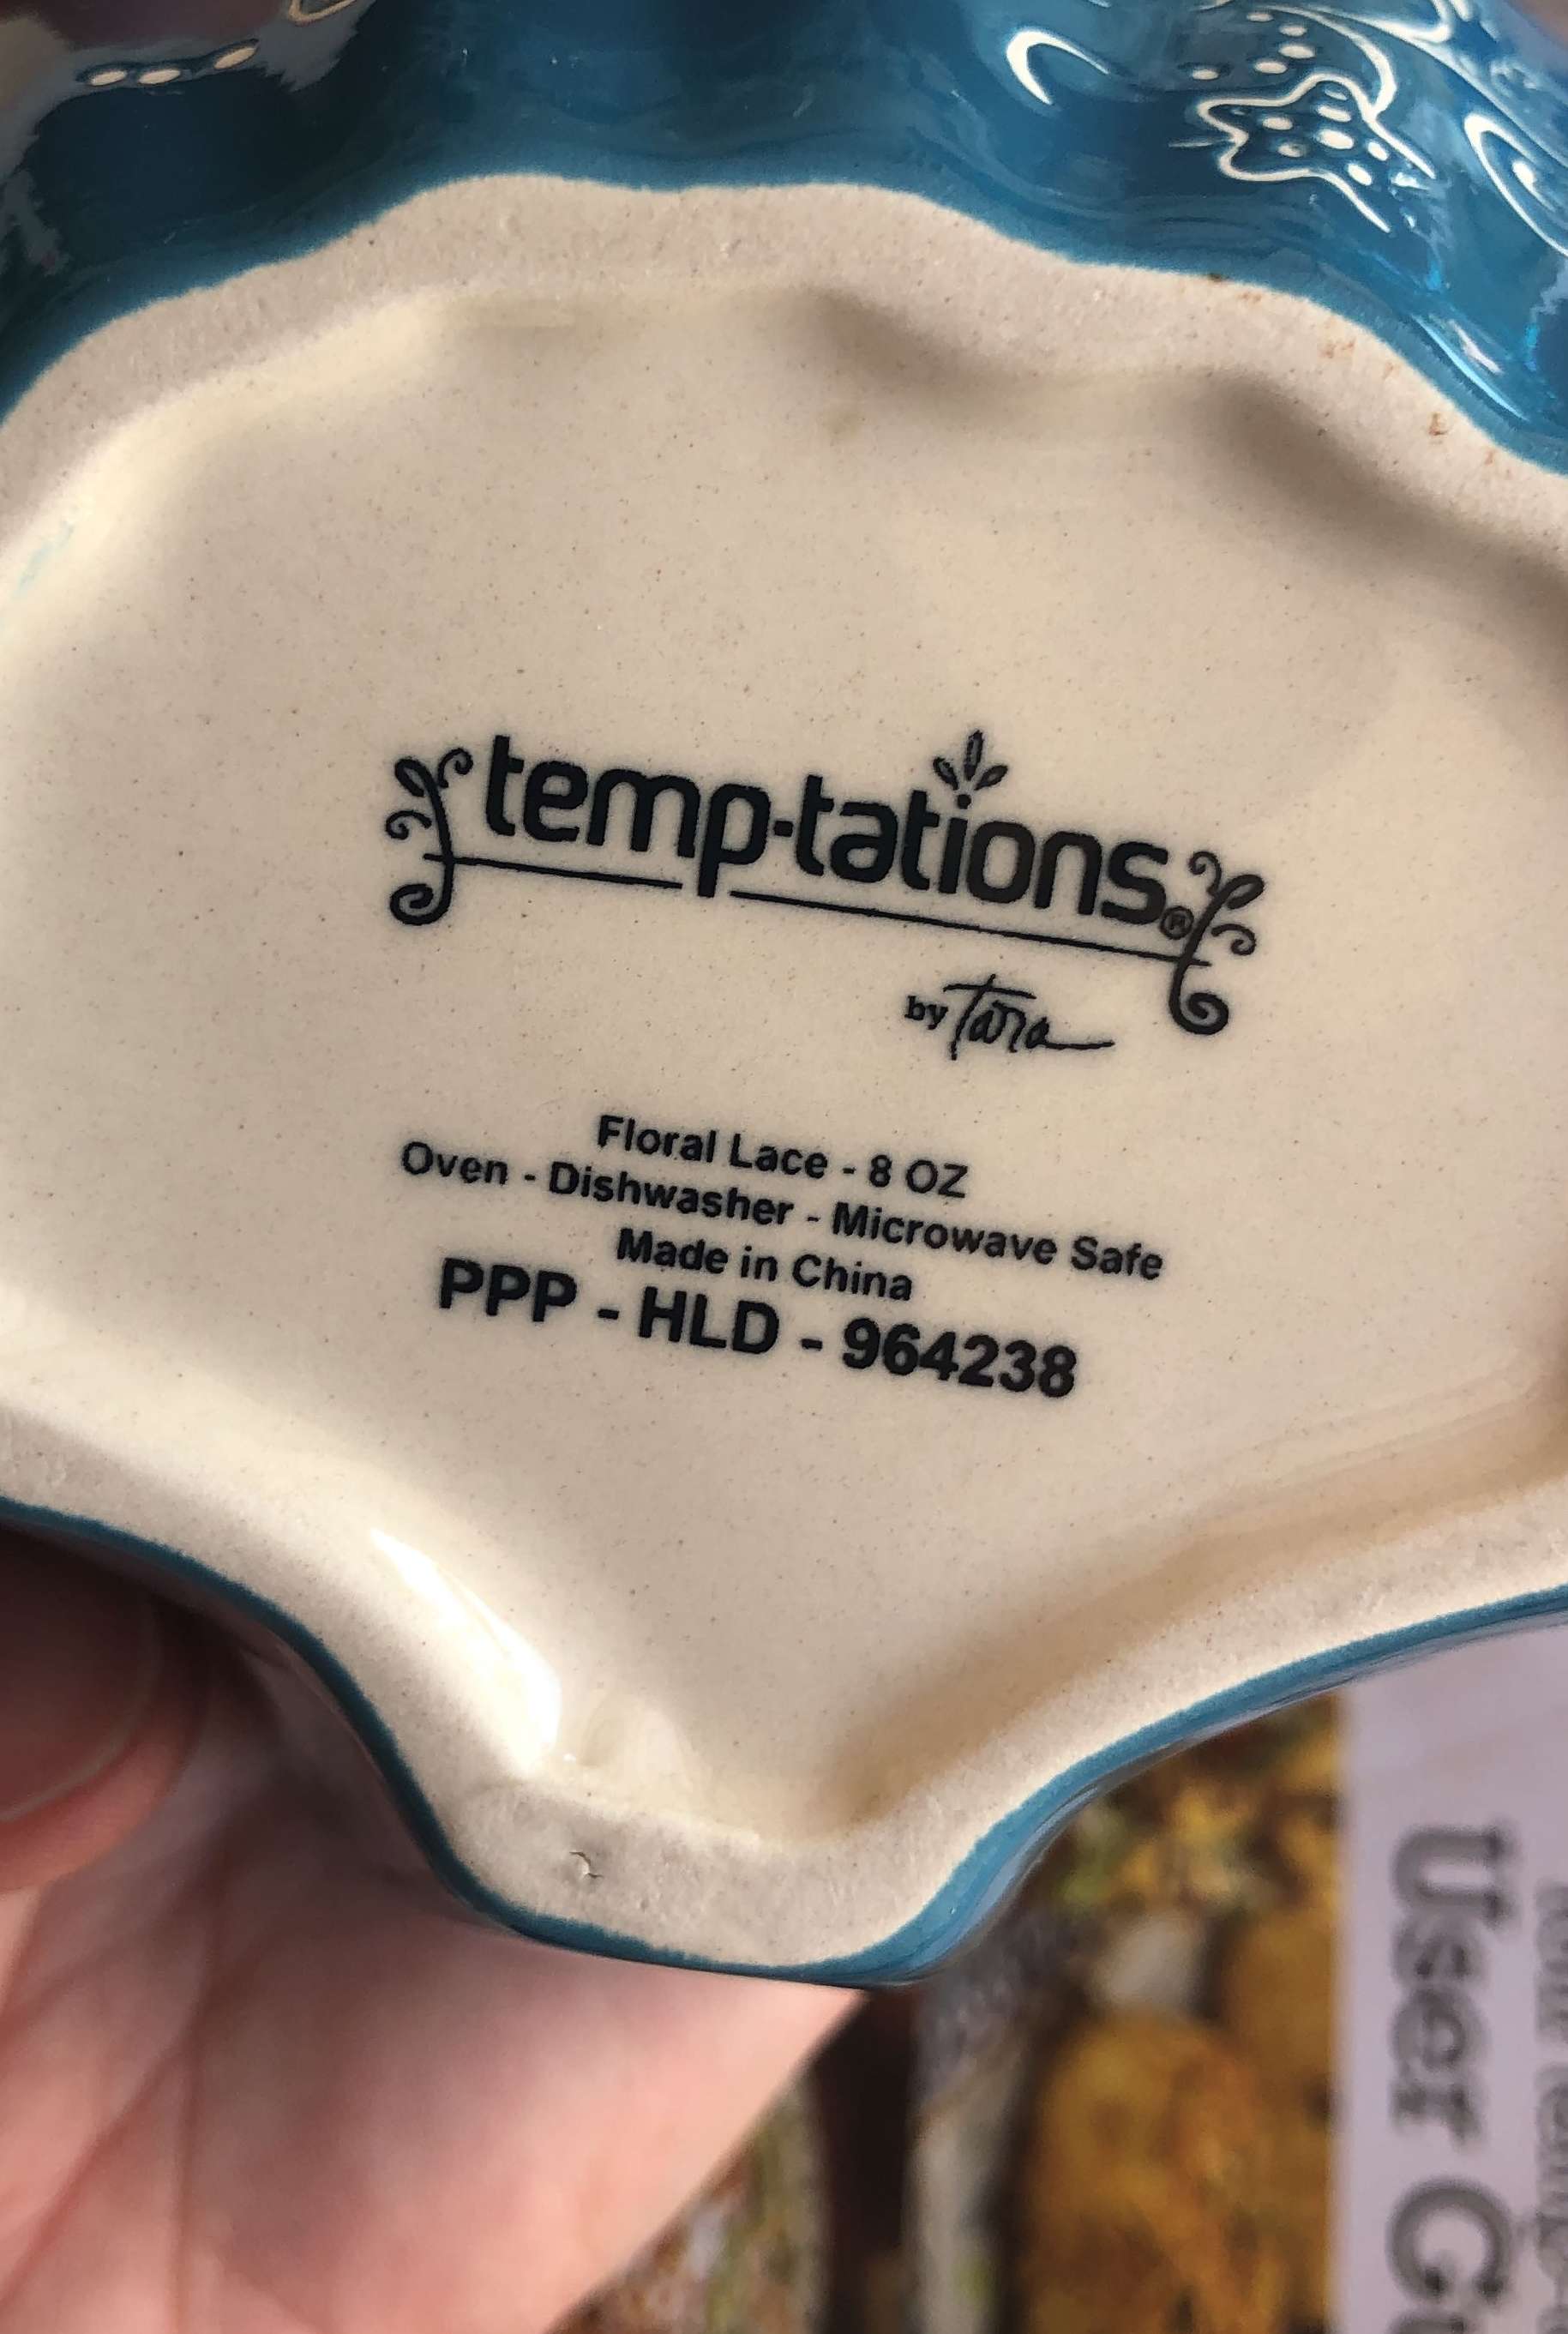 temp-tations®
by Tara
Floral Lace - 8 OZ
Oven - Dishwasher - Microwave Safe
Made in China
PPP - HLD - 964238
User